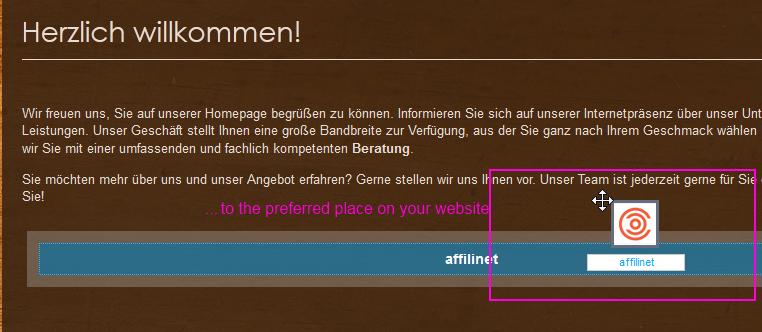 Herzlich willkommen!
Wir freuen uns, Sie auf unserer Homepage begrüßen zu können. Informieren Sie sich auf unserer Internetpräsenz über unser Unt
Leistungen. Unser Geschäft stellt Ihnen eine große Bandbreite zur Verfügung, aus der Sie ganz nach Ihrem Geschmack wählen
wir Sie mit einer umfassenden und fachlich kompetenten Beratung.
Sie möchten mehr über uns und unser Angebot erfahren? Gerne stellen wir uns Ihnen vor. Unser Team ist jederzeit gerne für Sie
Sie!
...to the preferred place on your website
affilinet
affilinet